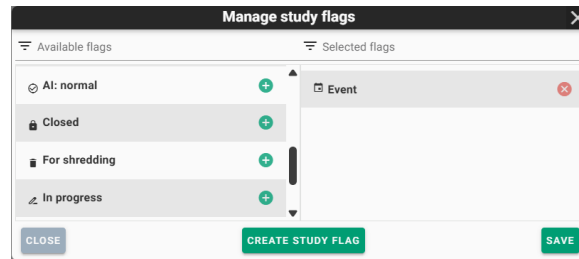 Manage study flags
Available flags
Selected flags
AI: normal
Event
Closed
For shredding
In progress
CLOSE
CREATE STUDY FLAG
SAVE